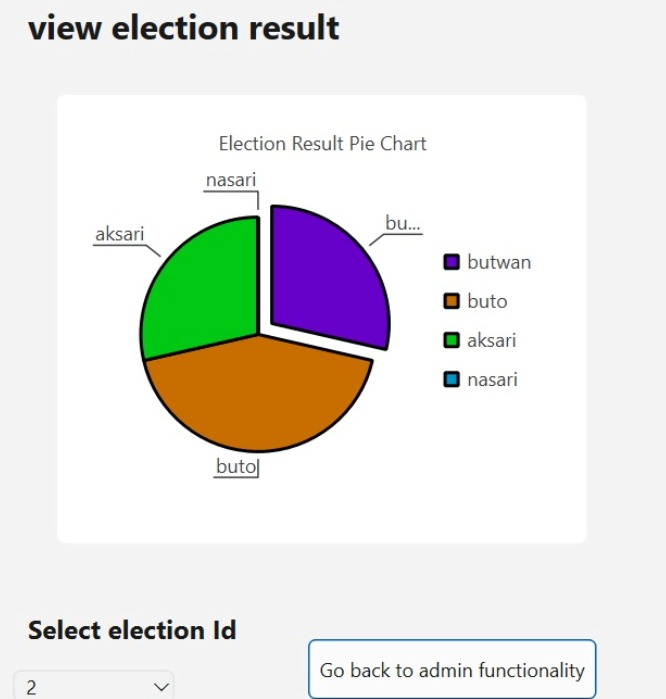 view election result
Election Result Pie Chart
nasari
bu...
aksari
butwan
buto
aksari
nasari
buto
Select election Id
2
Go back to admin functionality